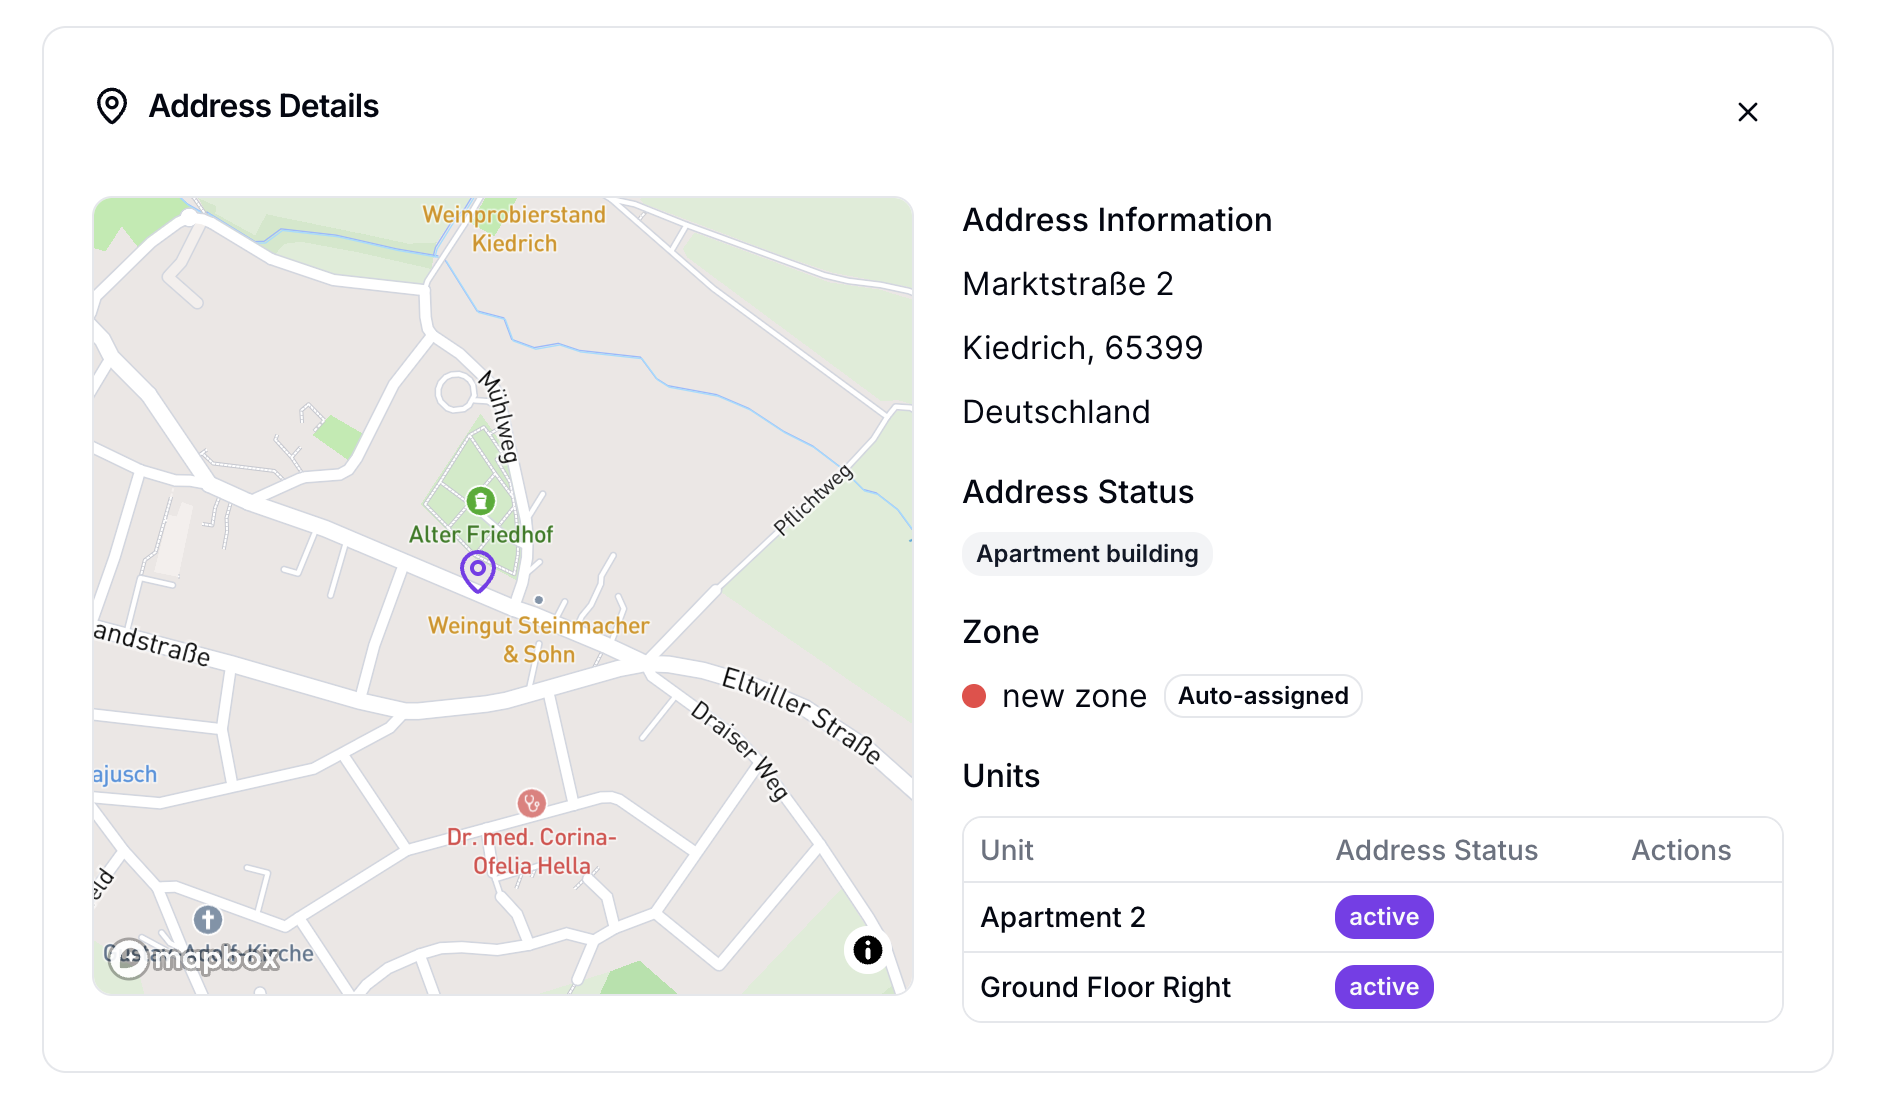 Address Details
Weinprobierstand
Kiedrich
Mühlweg
Pflichtweg
Alter Friedhof
Weingut Steinmacher
& Sohn
andstraße
Eltviller Straße
Draiser Weg
ajusch
Dr. med. Corina-
Ofelia Hella
eld
Gustav-Adolf-Kirche
mapbox
Address Information
Marktstraße 2
Kiedrich, 65399
Deutschland
Address Status
Apartment building
Zone
new zone Auto-assigned
Units
Unit Address Status Actions
Apartment 2 active
Ground Floor Right active